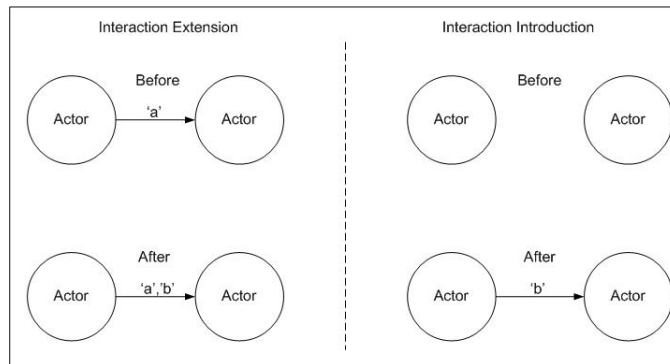 Interaction Extension
Before
Actor
‘a’
Actor
After
Actor
‘a’,’b’
Actor
Interaction Introduction
Before
Actor
Actor
After
Actor
‘b’
Actor